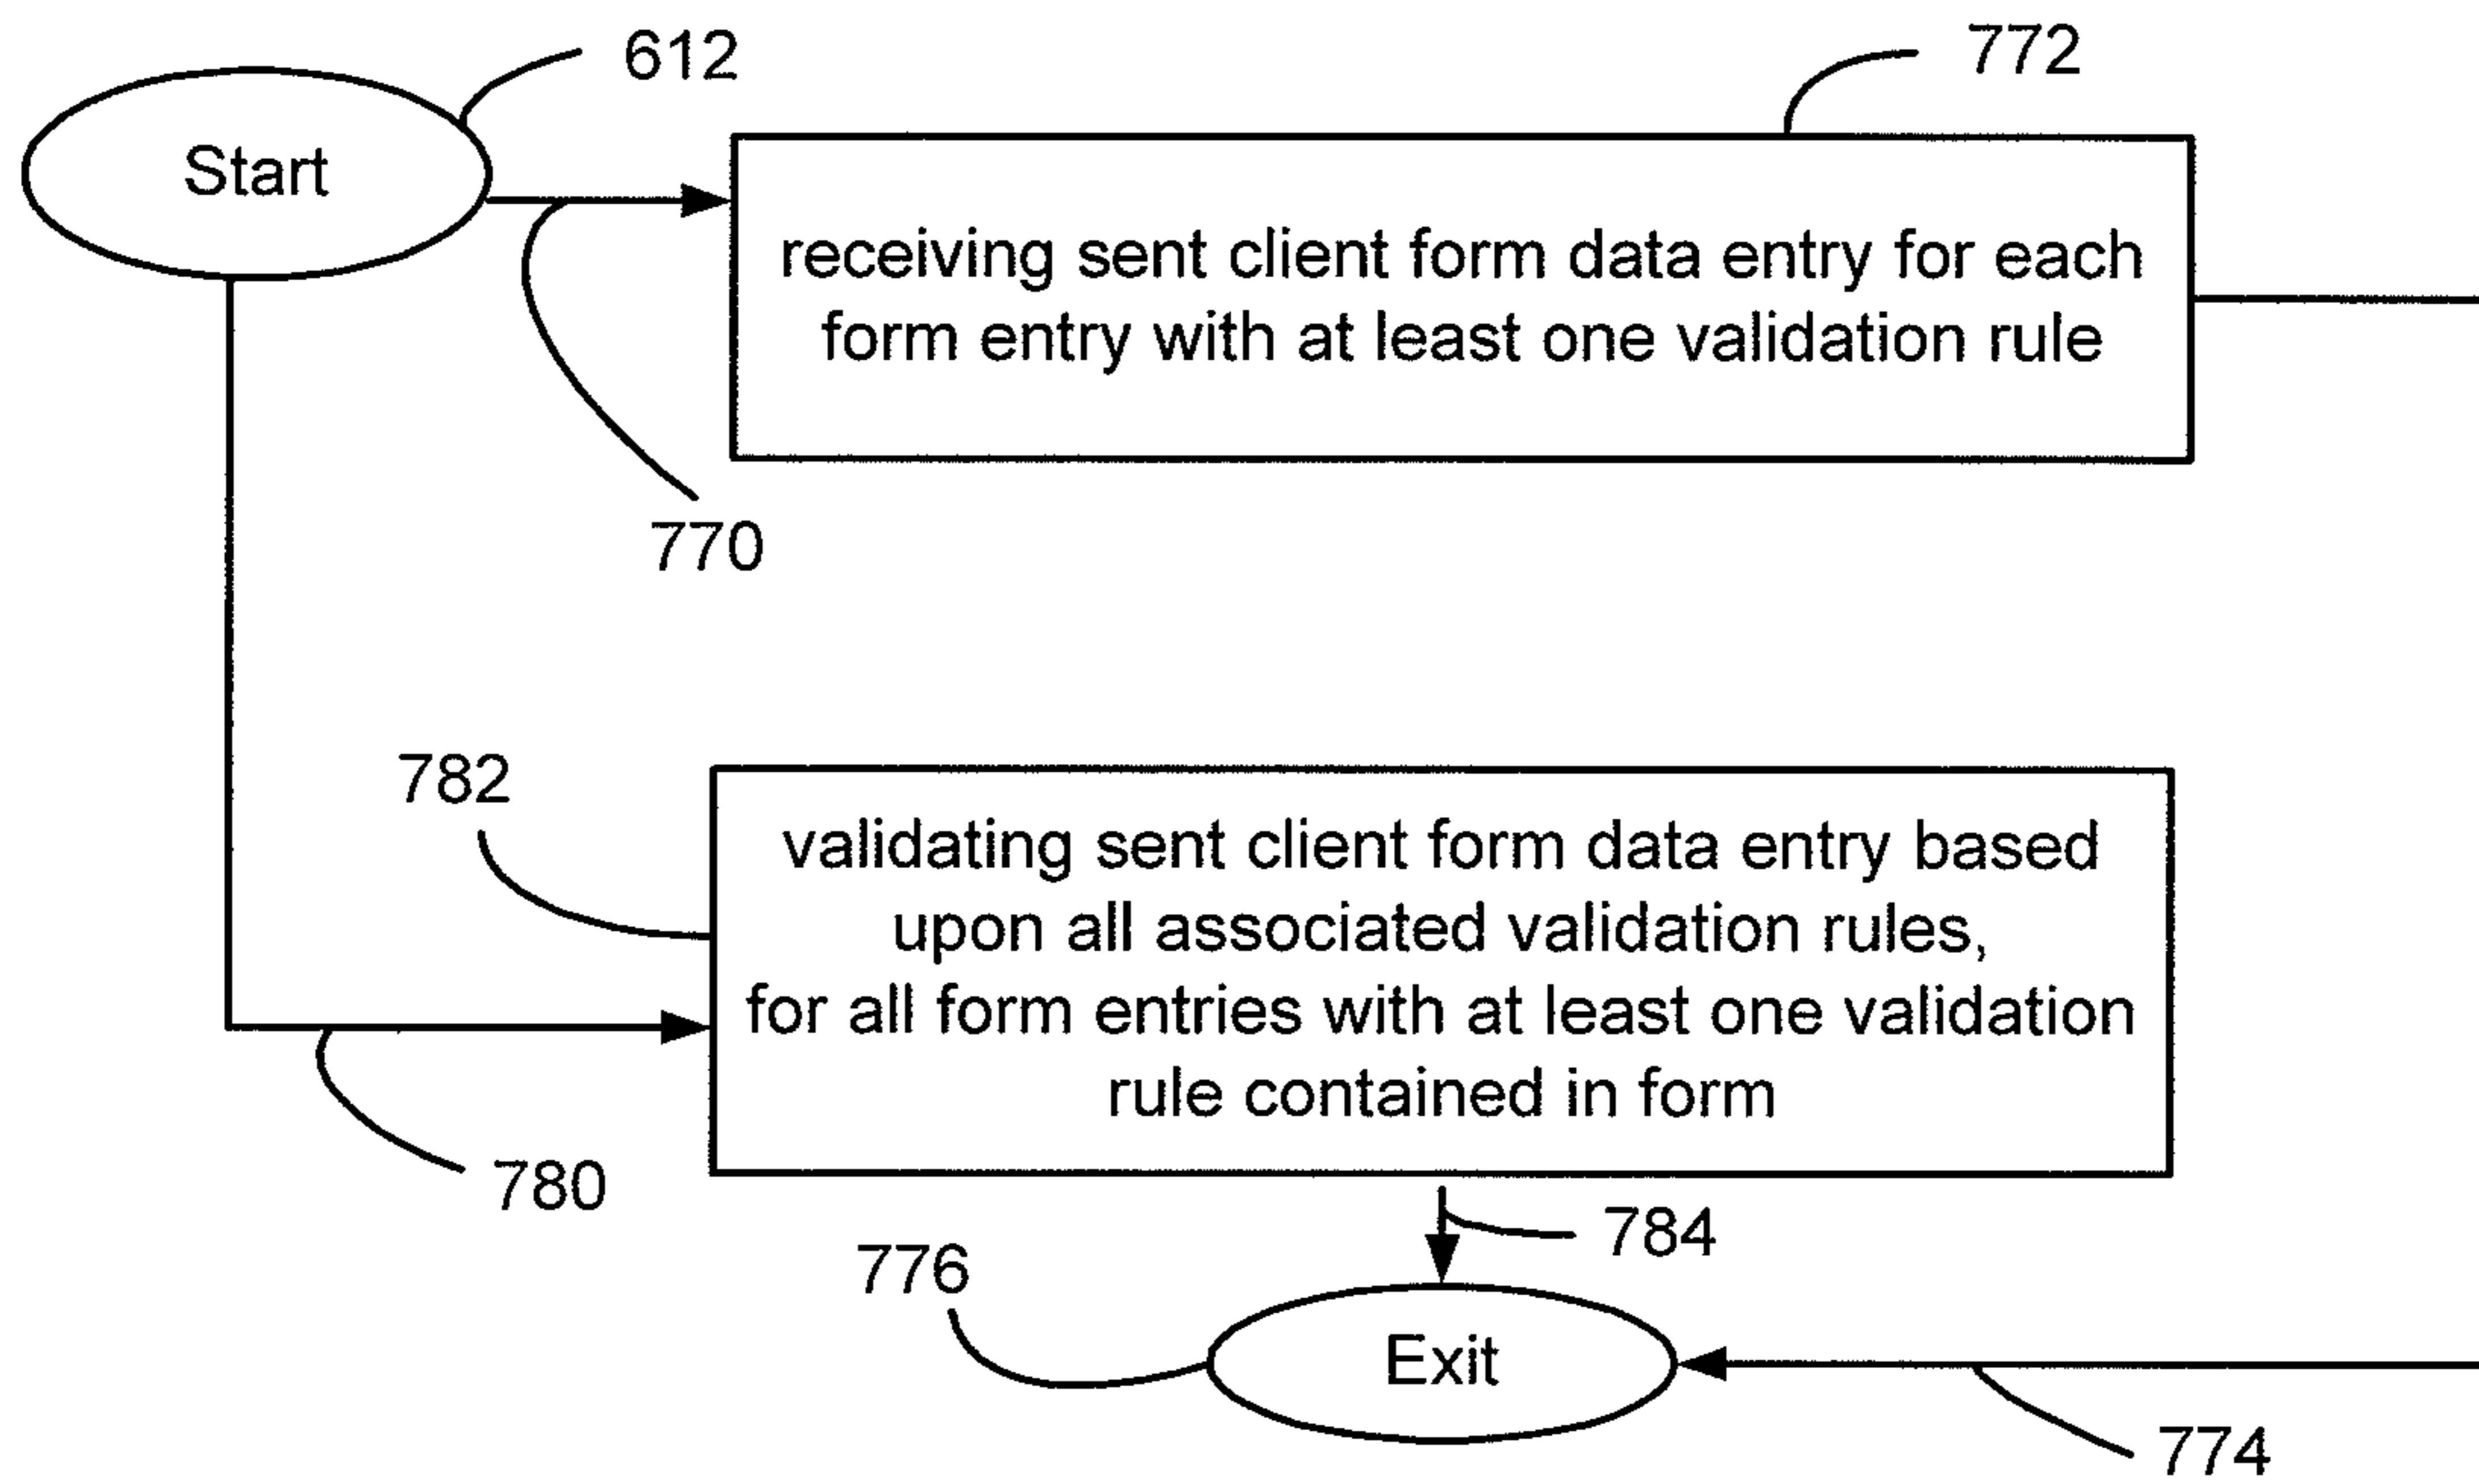 612
772
Start
receiving sent client form data entry for each
form entry with at least one validation rule
770
782
validating sent client form data entry based
upon all associated validation rules,
for all form entries with at least one validation
rule contained in form
780
784
776
Exit
774